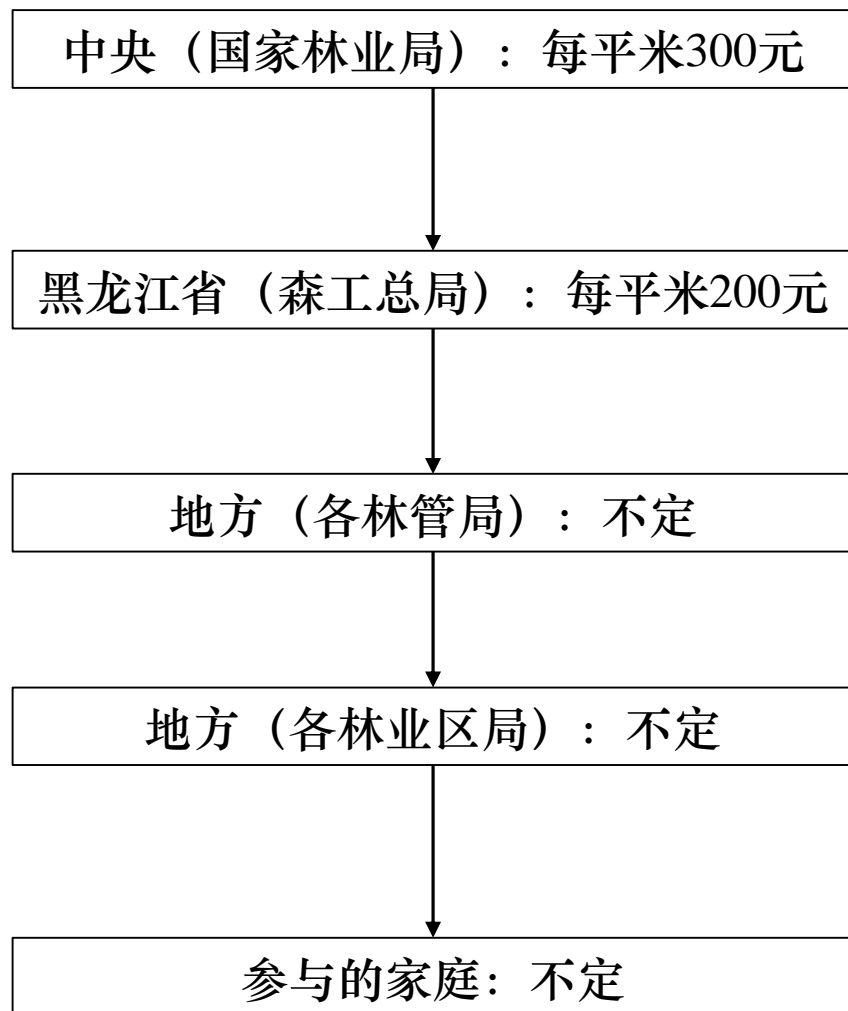 中央（国家林业局）：每平米300元
黑龙江省（森工总局）：每平米200元
地方（各林管局）：不定
地方（各林业区局）：不定
参与的家庭：不定